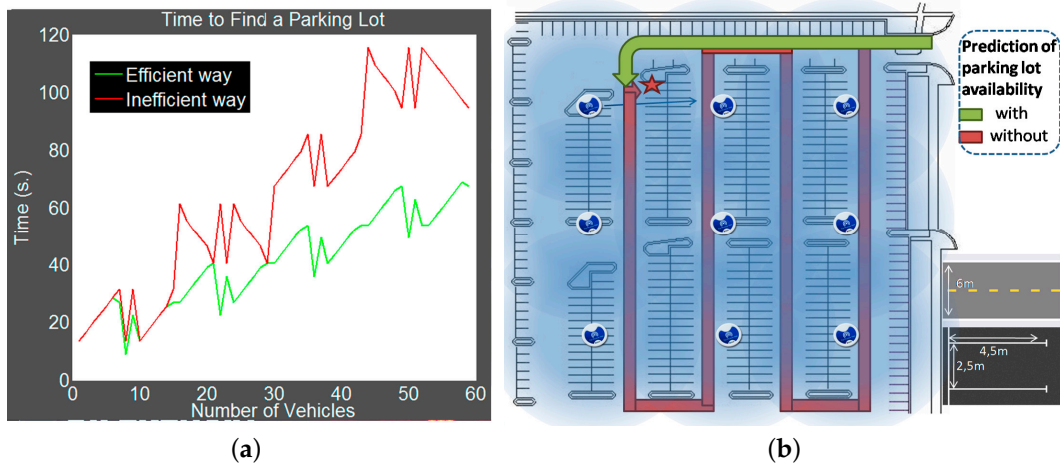 Time to Find a Parking Lot
120
100
80
60
40
20
0
Time (s.)
Efficient way
Inefficient way
0 10 20 30 40 50 60
Number of Vehicles
(a)
Prediction of
parking lot
availability
with
without
6m
4,5m
2,5m
(b)